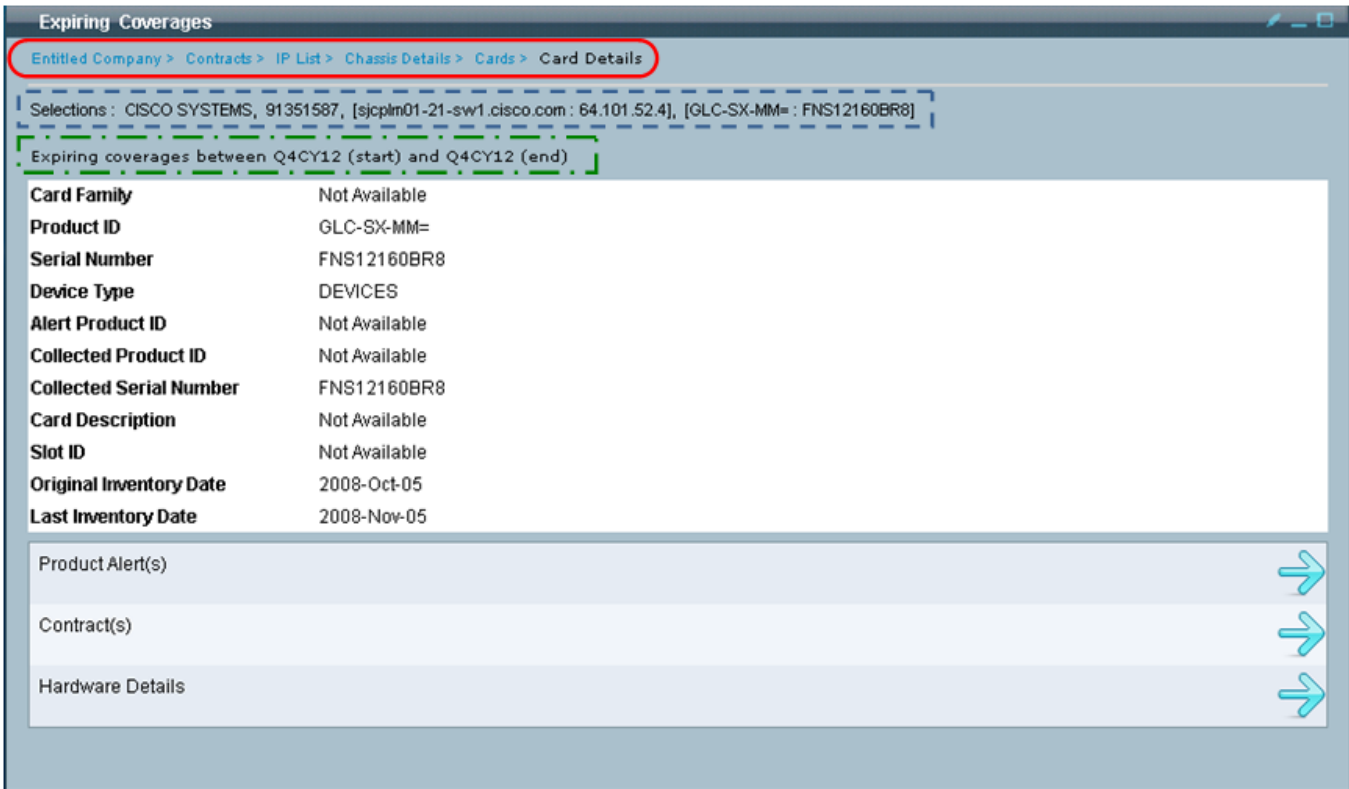 Expiring Coverages
Entitled Company > Contracts > IP List > Chassis Details > Cards > Card Details
Selections : CISCO SYSTEMS, 91351587, [sjcplm01-21-sw1.cisco.com : 64.101.52.4], [GLC-SX-MM= : FNS12160BR8]
Expiring coverages between Q4CY12 (start) and Q4CY12 (end)
Card Family Not Available
Product ID GLC-SX-MM=
Serial Number FNS12160BR8
Device Type DEVICES
Alert Product ID Not Available
Collected Product ID Not Available
Collected Serial Number FNS12160BR8
Card Description Not Available
Slot ID Not Available
Original Inventory Date 2008-Oct-05
Last Inventory Date 2008-Nov-05
Product Alert(s)
Contract(s)
Hardware Details